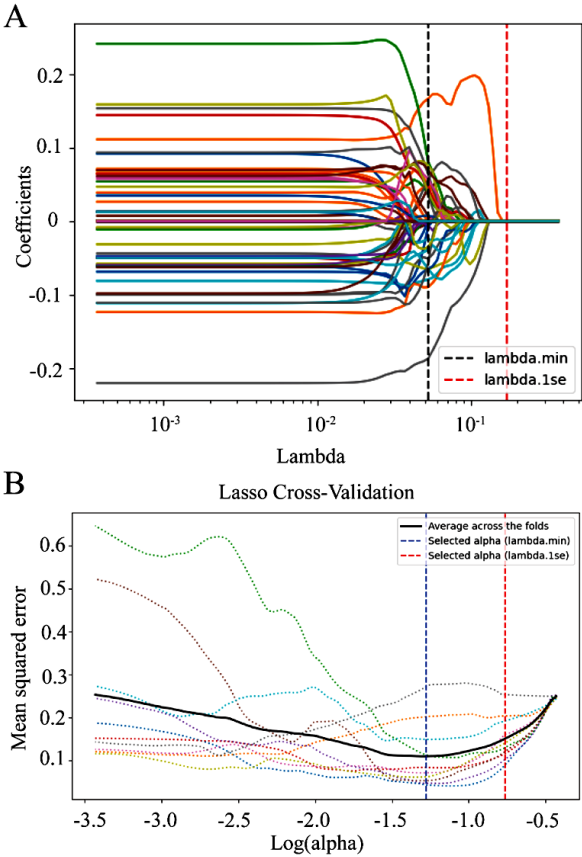 A
0.2
0.1
0
-0.1
-0.2
Coefficients
lambda.min
lambda.1se
10-3
10-2
10-1
Lambda
B
Lasso Cross-Validation
Average across the folds
Selected alpha (lambda.min)
Selected alpha (lambda.1se)
0.6
0.5
0.4
0.3
0.2
0.1
Mean squared error
-3.5
-3.0
-2.5
-2.0
-1.5
-1.0
-0.5
Log(alpha)